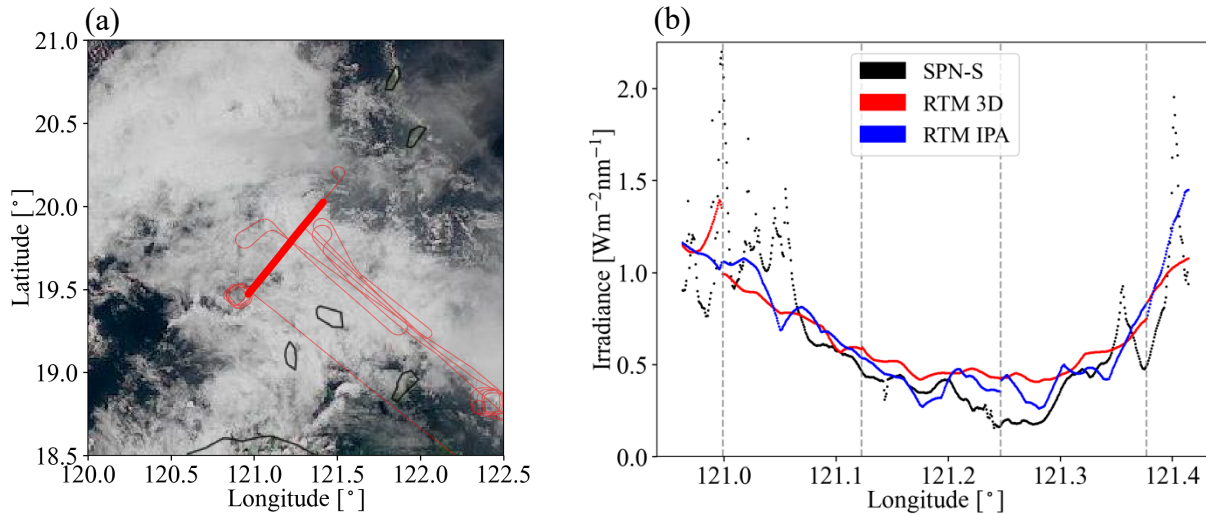 (a)
21.0
20.5
20.0
19.5
19.0
18.5
Latitude [°]
120.0 120.5 121.0 121.5 122.0 122.5
Longitude [°]
(b)
SPN-S
RTM 3D
RTM IPA
2.0
1.5
1.0
0.5
0.0
Irradiance [Wm⁻²nm⁻¹]
121.0 121.1 121.2 121.3 121.4
Longitude [°]